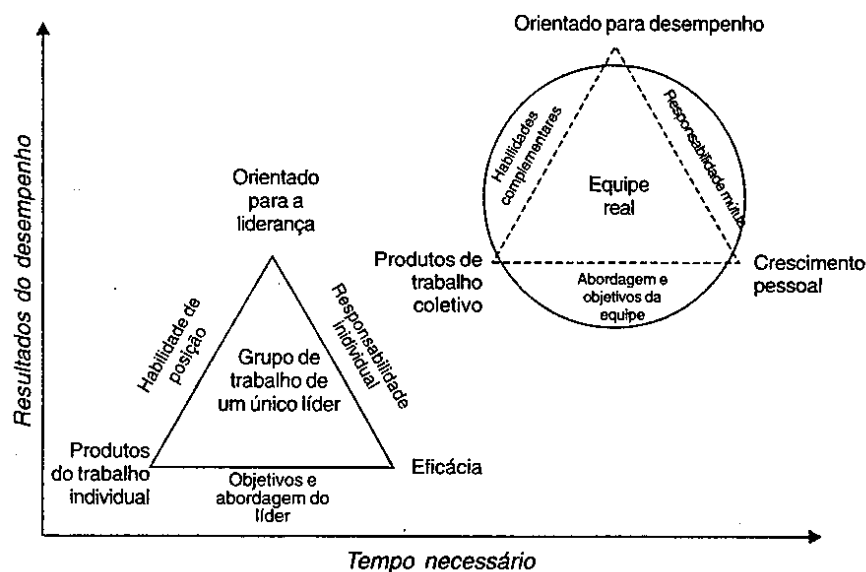 Orientado para desempenho
Habilidades
complementares
Responsabilidade mútua
Equipe
real
Produtos de
trabalho
coletivo
Crescimento
pessoal
Abordagem e
objetivos da
equipe
Orientado
para a
liderança
Habilidade de
posição
Responsabilidade
inidividual
Grupo de
trabalho de
um único líder
Produtos
do trabalho
individual
Eficácia
Objetivos e
abordagem do
líder
Resultados do desempenho
Tempo necessário